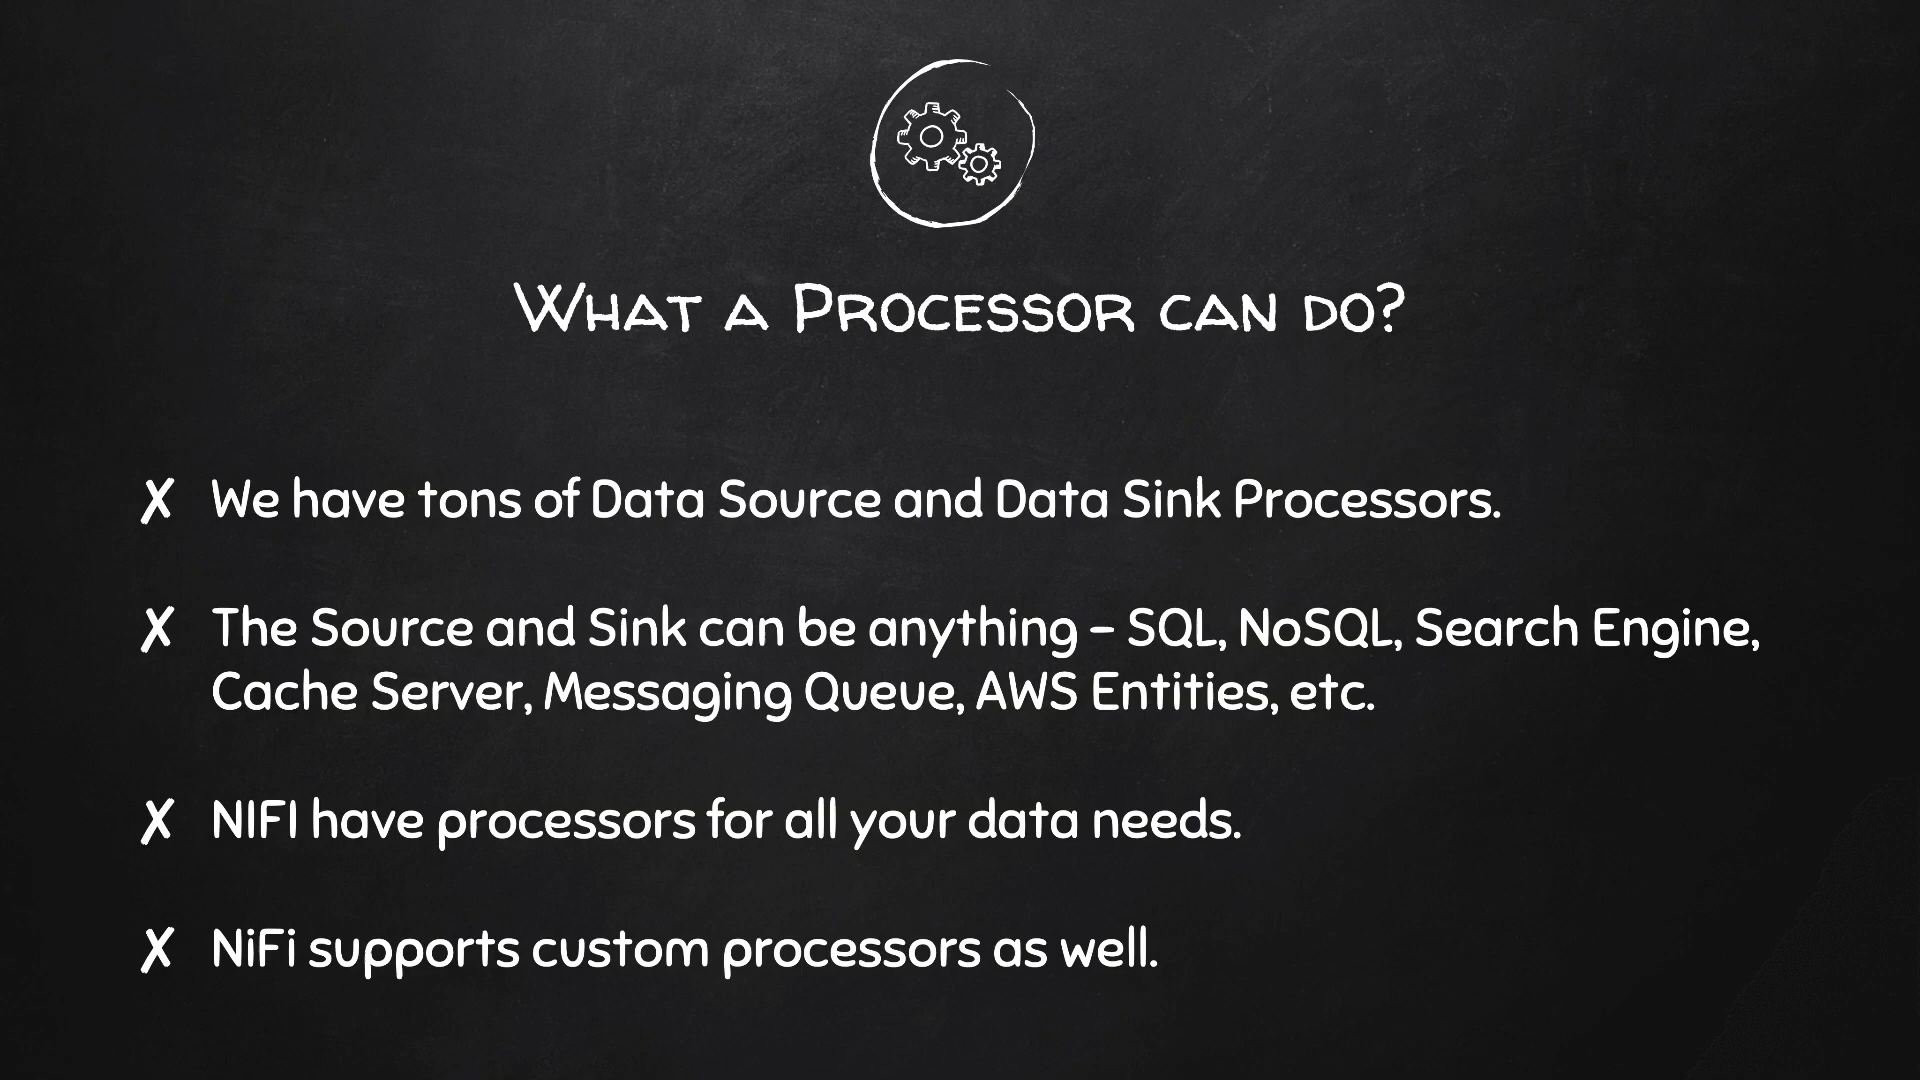 What a Processor can do?
✗ We have tons of Data Source and Data Sink Processors.
✗ The Source and Sink can be anything – SQL, NoSQL, Search Engine,
Cache Server, Messaging Queue, AWS Entities, etc.
✗ NIFI have processors for all your data needs.
✗ NiFi supports custom processors as well.